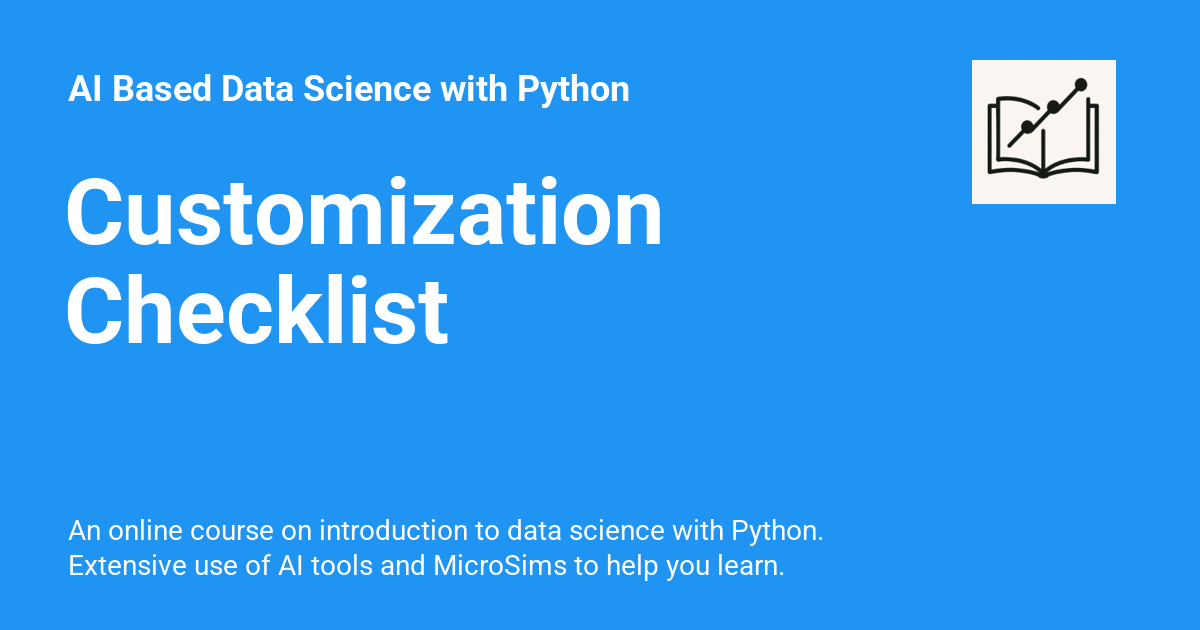 AI Based Data Science with Python
Customization
Checklist
An online course on introduction to data science with Python.
Extensive use of AI tools and MicroSims to help you learn.